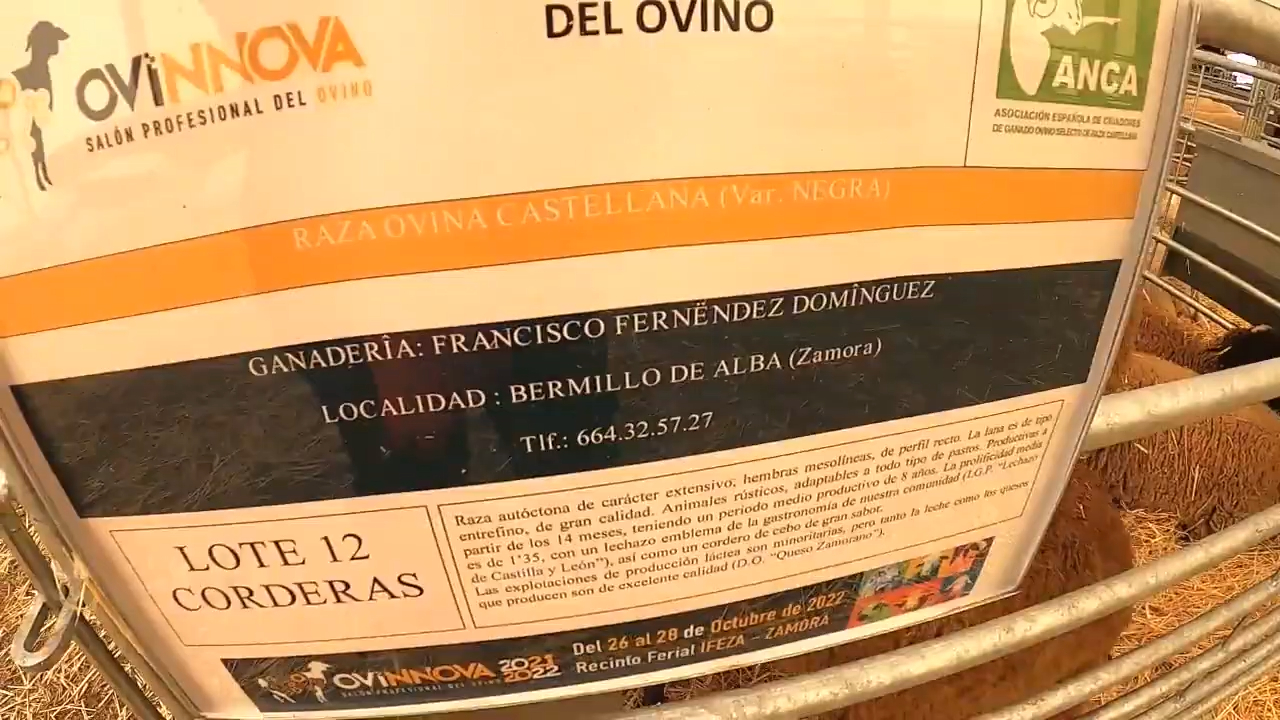 DEL OVINO
OVINNOVA
SALÓN PROFESIONAL DEL OVINO
ANCA
ASOCIACIÓN ESPAÑOLA DE CRIADORES
DE GANADO OVINO SELECTO DE RAZA CASTELLANA
RAZA OVINA CASTELLANA (Var. NEGRA)
GANADERÎA: FRANCISCO FERNËNDEZ DOMÎNGUEZ
LOCALIDAD : BERMILLO DE ALBA (Zamora)
Tlf.: 664.32.57.27
LOTE 12
CORDERAS
Raza autóctona de carácter extensivo; hembras mesolíneas, de perfil recto. La lana es de tipo
entrefino, de gran calidad. Animales rústicos, adaptables a todo tipo de pastos. Productivas a
partir de los 14 meses, teniendo un periodo medio productivo de 8 años. La prolificidad media
es de 1'35, con un lechazo emblema de la gastronomía de nuestra comunidad (I.G.P. "Lechazo
de Castilla y León"), así como un cordero de cebo de gran sabor.
Las explotaciones de producción láctea son minoritarias, pero tanto la leche como los quesos
que producen son de excelente calidad (D.O. "Queso Zamorano").
OVINNOVA 2021 2022
SALÓN PROFESIONAL DEL OVINO
Del 26 al 28 de Octubre de 2022
Recinto Ferial IFEZA - ZAMORA